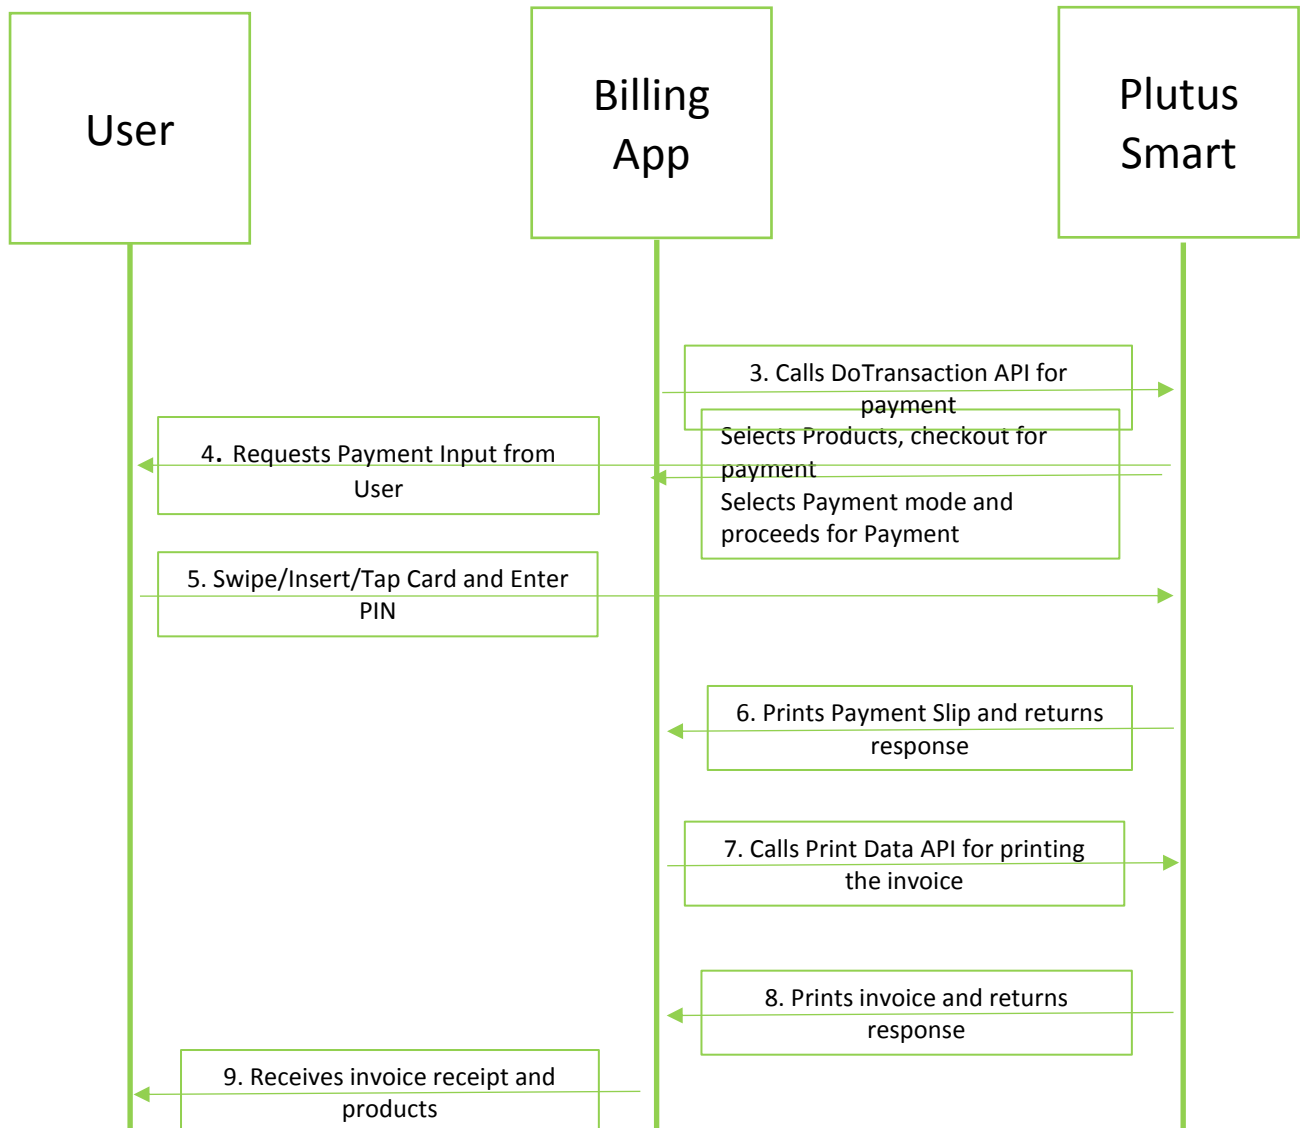 User
Billing
App
Plutus
Smart
3. Calls DoTransaction API for
payment
Selects Products, checkout for
payment
Selects Payment mode and
proceeds for Payment
4. Requests Payment Input from
User
5. Swipe/Insert/Tap Card and Enter
PIN
6. Prints Payment Slip and returns
response
7. Calls Print Data API for printing
the invoice
8. Prints invoice and returns
response
9. Receives invoice receipt and
products